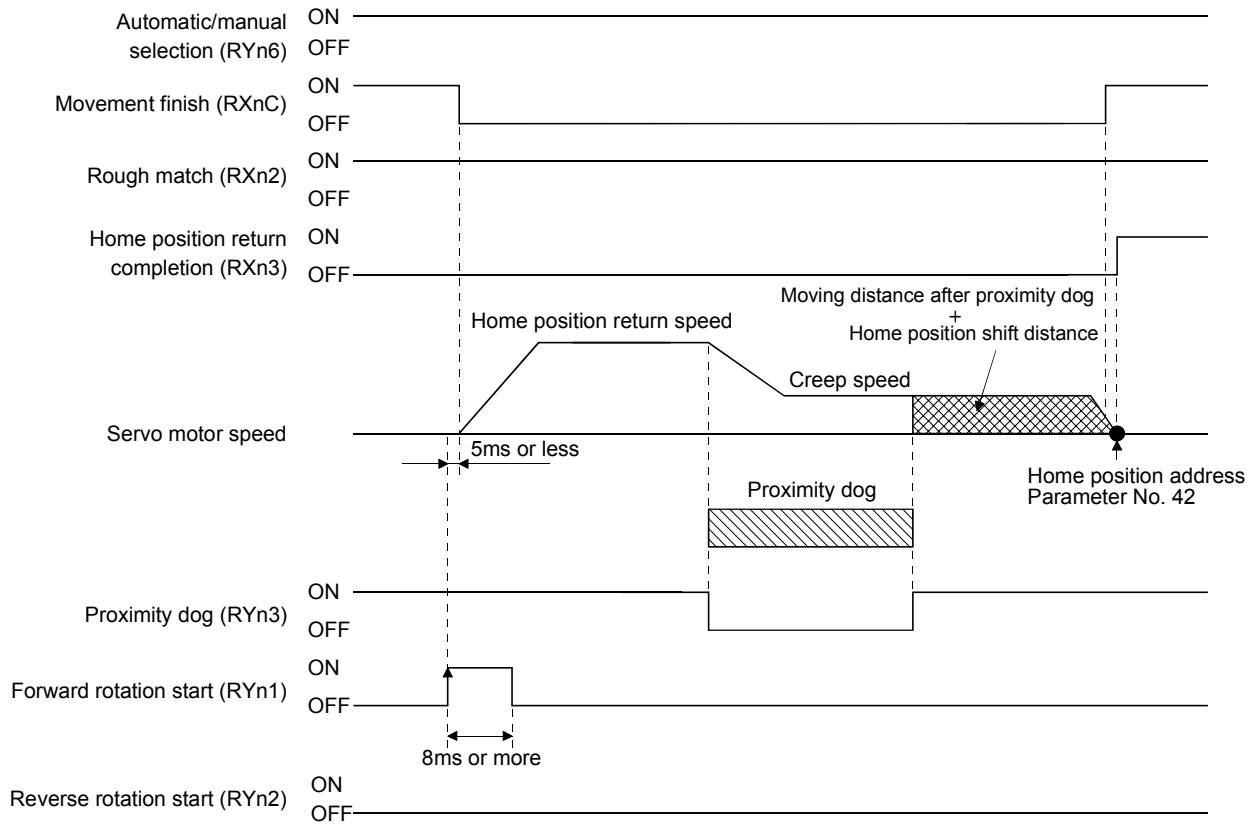 Automatic/manual
selection (RYn6)
ON
OFF
Movement finish (RXnC)
ON
OFF
Rough match (RXn2)
ON
OFF
Home position return
completion (RXn3)
ON
OFF
Moving distance after proximity dog
+
Home position shift distance
Home position return speed
Creep speed
Servo motor speed
5ms or less
Home position address
Parameter No. 42
Proximity dog
Proximity dog (RYn3)
ON
OFF
Forward rotation start (RYn1)
ON
OFF
8ms or more
Reverse rotation start (RYn2)
ON
OFF